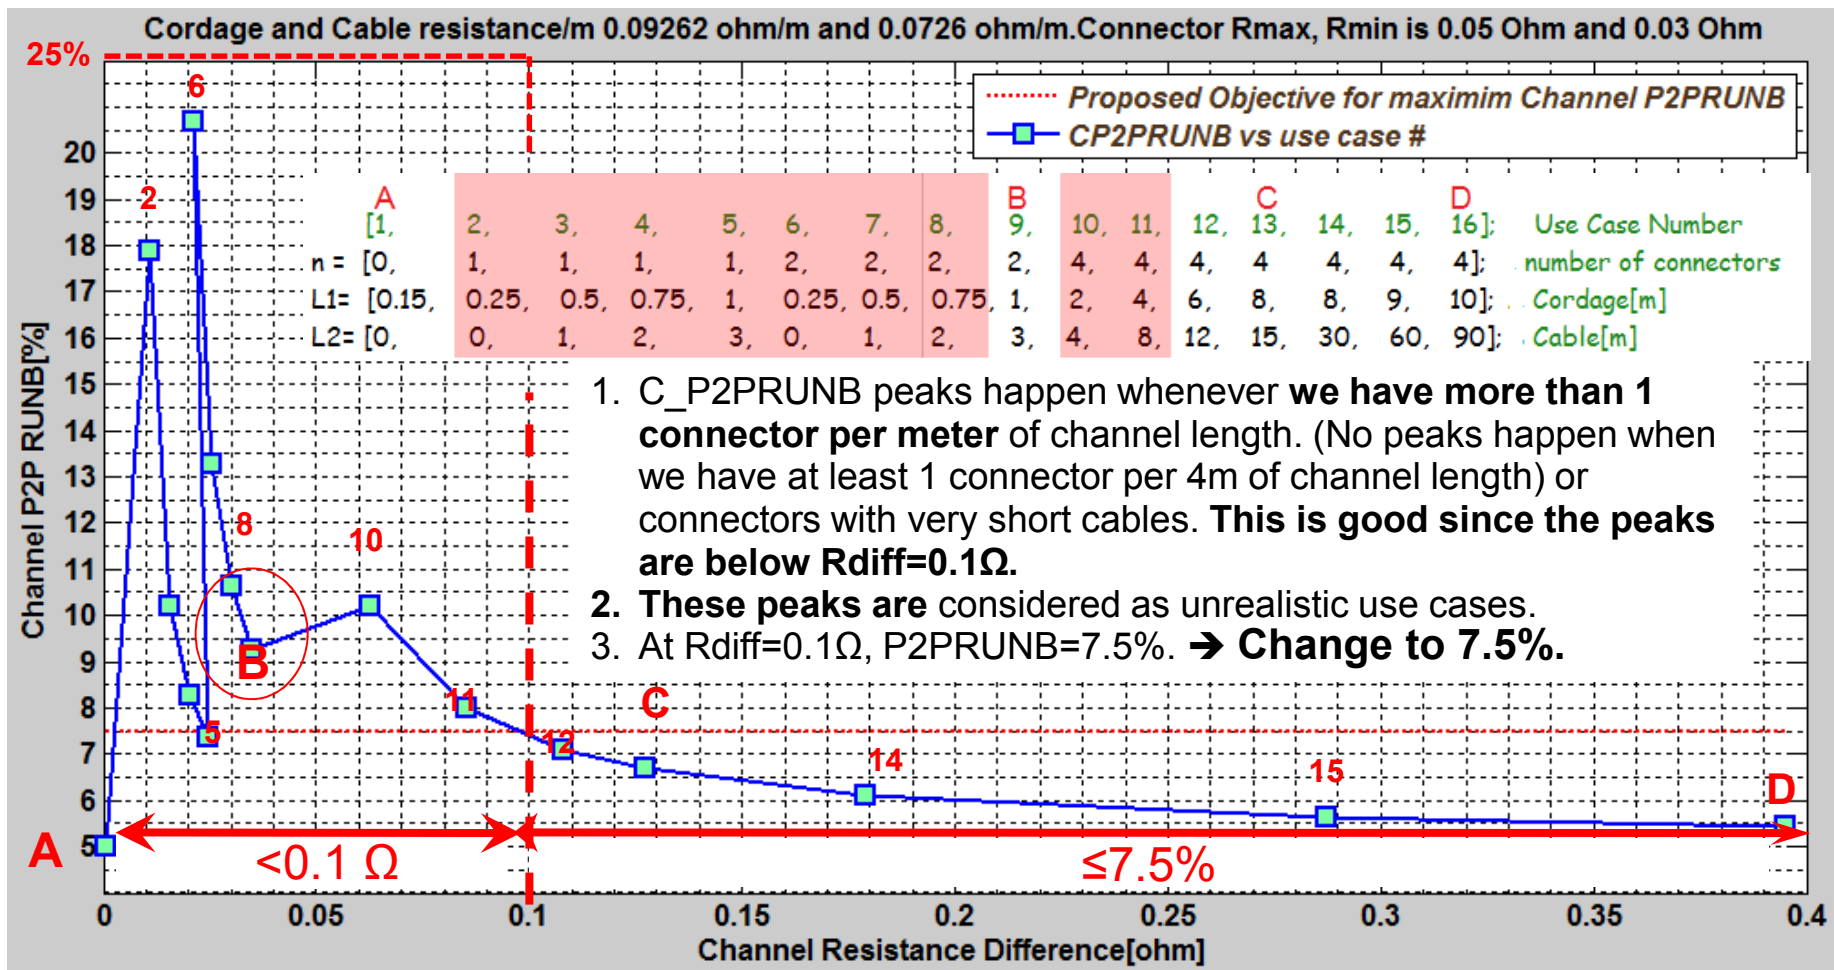 Cordage and Cable resistance/m 0.09262 ohm/m and 0.0726 ohm/m.Connector Rmax, Rmin is 0.05 Ohm and 0.03 Ohm
25%
6
Proposed Objective for maximim Channel P2PRUNB
CP2PRUNB vs use case #
2
A B C D
[1, 2, 3, 4, 5, 6, 7, 8, 9, 10, 11, 12, 13, 14, 15, 16]; Use Case Number
n = [0, 1, 1, 1, 1, 2, 2, 2, 2, 4, 4, 4, 4 4, 4, 4]; number of connectors
L1= [0.15, 0.25, 0.5, 0.75, 1, 0.25, 0.5, 0.75, 1, 2, 4, 6, 8, 8, 9, 10]; Cordage[m]
L2= [0, 0, 1, 2, 3, 0, 1, 2, 3, 4, 8, 12, 15, 30, 60, 90]; Cable[m]
1. C_P2PRUNB peaks happen whenever we have more than 1
connector per meter of channel length. (No peaks happen when
we have at least 1 connector per 4m of channel length) or
connectors with very short cables. This is good since the peaks
are below Rdiff=0.1Ω.
2. These peaks are considered as unrealistic use cases.
3. At Rdiff=0.1Ω, P2PRUNB=7.5%. ➔ Change to 7.5%.
8
10
B
11
C
5
12
14
15
D
A
<0.1 Ω
≤7.5%
20
19
18
17
16
15
14
13
12
11
10
9
8
7
6
5
Channel P2P RUNB[%]
0 0.05 0.1 0.15 0.2 0.25 0.3 0.35 0.4
Channel Resistance Difference[ohm]